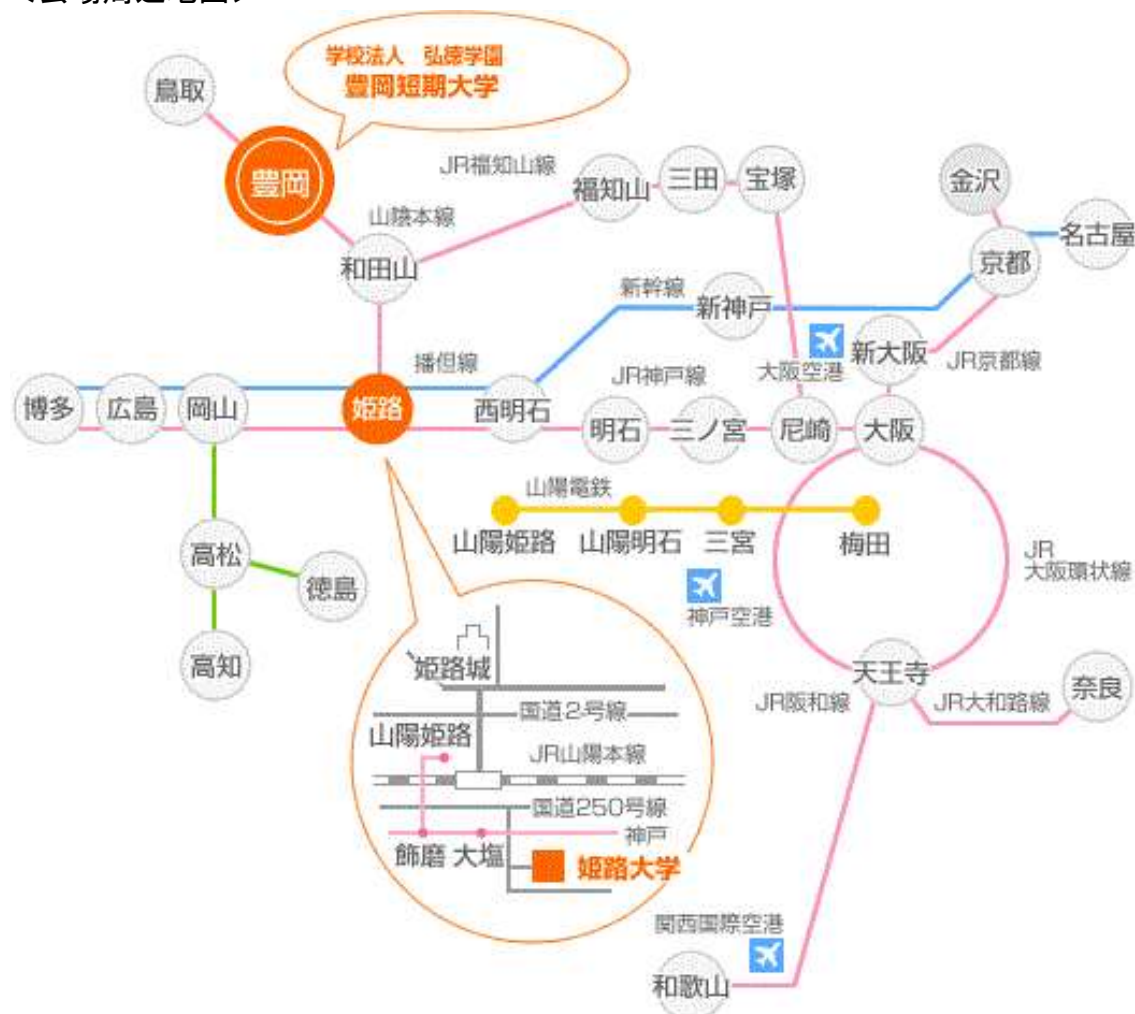 学校法人 弘徳学園
豊岡短期大学
鳥取
豊岡
JR福知山線
福知山
三田
宝塚
金沢
名古屋
京都
山陰本線
和田山
新幹線
新神戸
大阪空港
新大阪
JR京都線
播但線
JR神戸線
博多
広島
岡山
姫路
西明石
明石
三ノ宮
尼崎
大阪
山陽電鉄
山陽姫路
山陽明石
三宮
梅田
JR
大阪環状線
高松
徳島
高知
神戸空港
天王寺
奈良
JR阪和線
JR大和路線
姫路城
国道2号線
山陽姫路
JR山陽本線
国道250号線
神戸
飾磨
大塩
姫路大学
関西国際空港
和歌山